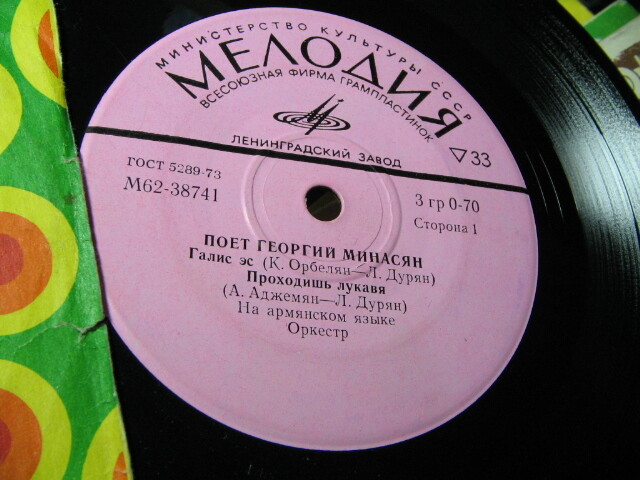 МИНИСТЕРСТВО КУЛЬТУРЫ СССР
МЕЛОДИЯ
ВСЕСОЮЗНАЯ ФИРМА ГРАМПЛАСТИНОК
ЛЕНИНГРАДСКИЙ ЗАВОД
▽33
ГОСТ 5289-73
М62-38741
3 гр 0-70
Сторона 1
ПОЕТ ГЕОРГИЙ МИНАСЯН
Галис эс (К. Орбелян—Л. Дурян)
Проходишь лукавя
(А. Аджемян—Л. Дурян)
На армянском языке
Оркестр